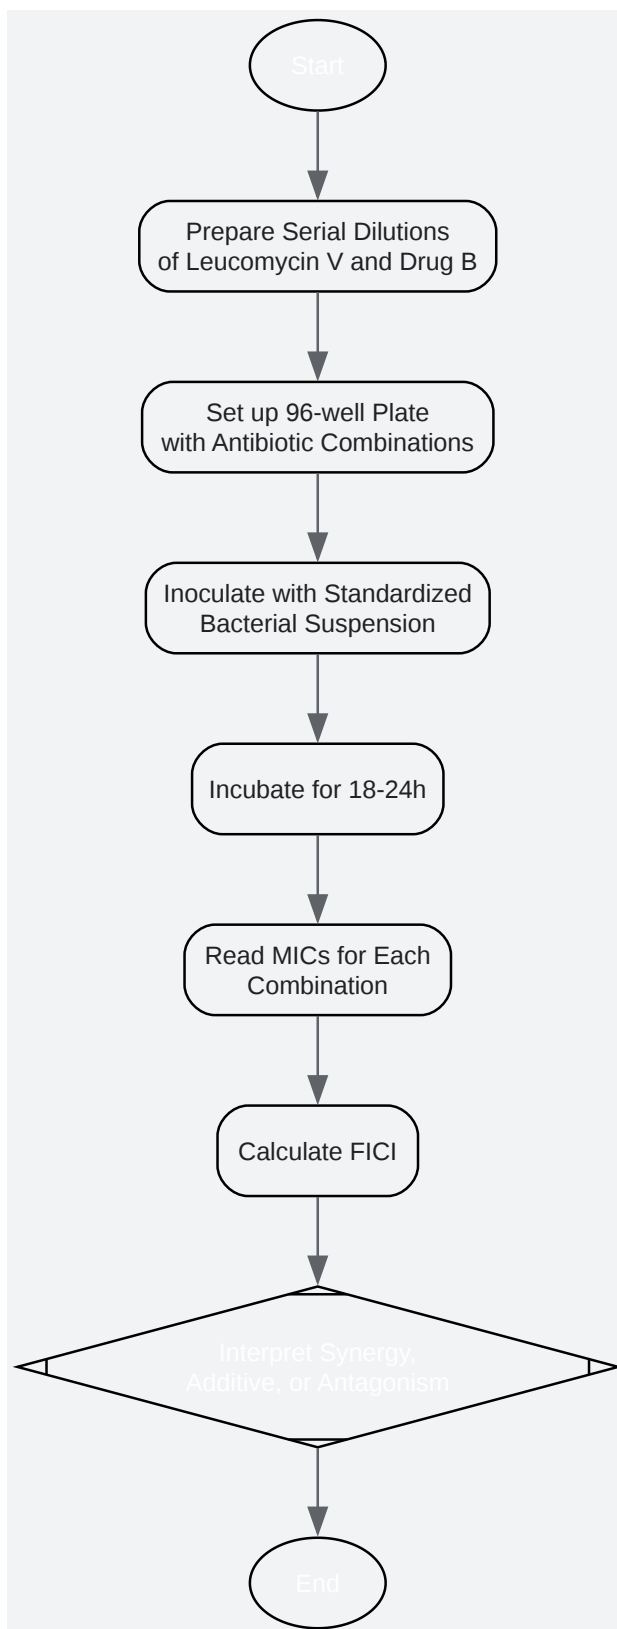 Start
Prepare Serial Dilutions
of Leucomycin V and Drug B
Set up 96-well Plate
with Antibiotic Combinations
Inoculate with Standardized
Bacterial Suspension
Incubate for 18-24h
Read MICs for Each
Combination
Calculate FICI
Interpret Synergy,
Additive, or Antagonism
End